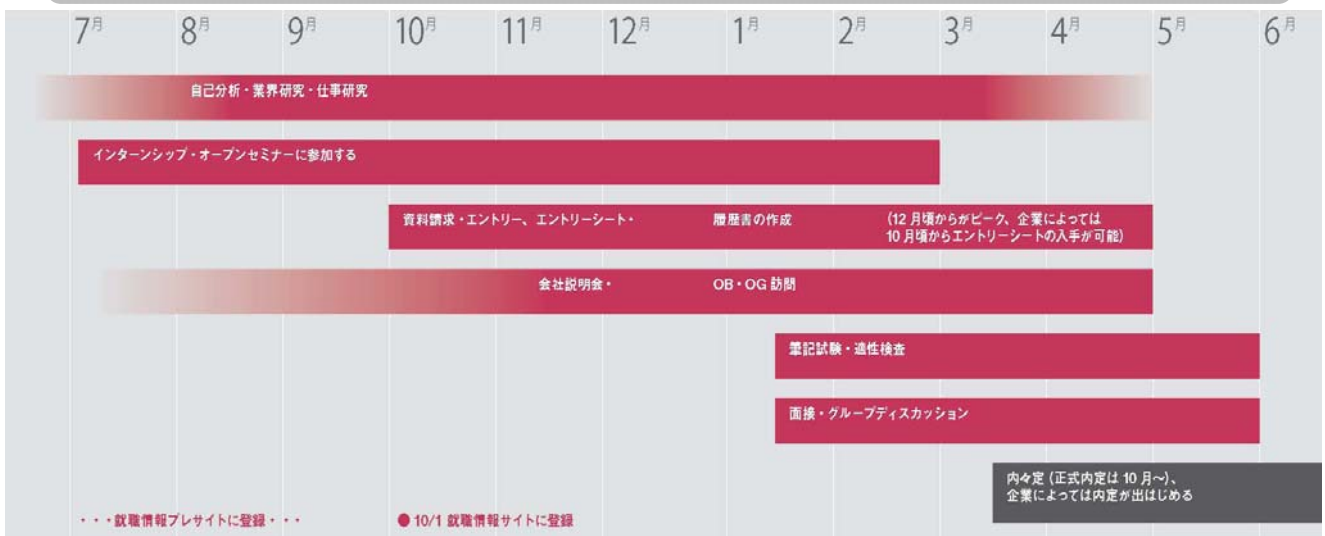 7月 8月 9月 10月 11月 12月 1月 2月 3月 4月 5月 6月
自己分析・業界研究・仕事研究
インターンシップ・オープンセミナーに参加する
資料請求・エントリー、エントリーシート・ 履歴書の作成 (12月頃からがピーク、企業によっては
10月頃からエントリーシートの入手が可能)
会社説明会・ OB・OG 訪問
筆記試験・適性検査
面接・グループディスカッション
内々定 (正式内定は 10 月〜)、
企業によっては内定が出はじめる
・・・就職情報プレサイトに登録・・・ ●10/1 就職情報サイトに登録